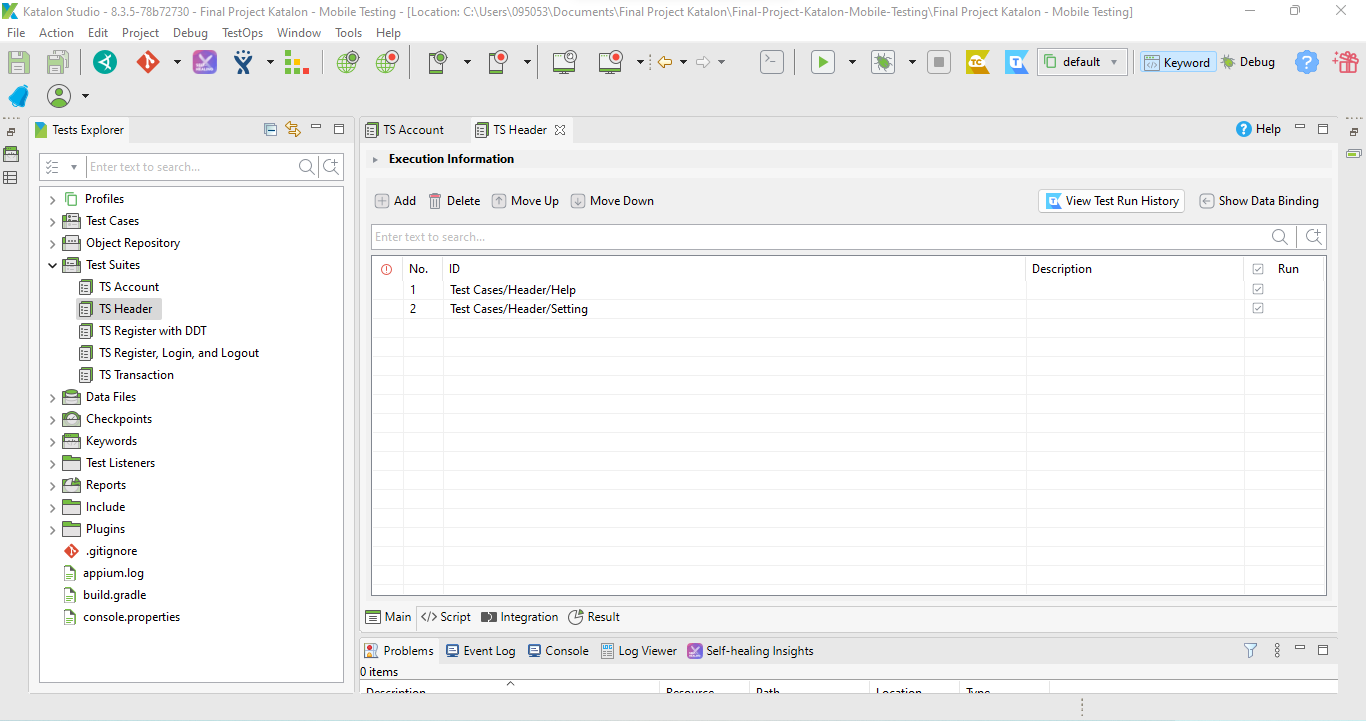 Katalon Studio - 8.3.5-78b72730 - Final Project Katalon - Mobile Testing - [Location: C:\Users\095053\Documents\Final Project Katalon\Final-Project-Katalon-Mobile-Testing\Final Project Katalon - Mobile Testing]
File Action Edit Project Debug TestOps Window Tools Help
default Keyword Debug
Tests Explorer
Enter text to search...
Profiles
Test Cases
Object Repository
Test Suites
TS Account
TS Header
TS Register with DDT
TS Register, Login, and Logout
TS Transaction
Data Files
Checkpoints
Keywords
Test Listeners
Reports
Include
Plugins
.gitignore
appium.log
build.gradle
console.properties
TS Account TS Header Help
Execution Information
Add Delete Move Up Move Down View Test Run History Show Data Binding
Enter text to search...
No. ID Description Run
1 Test Cases/Header/Help
2 Test Cases/Header/Setting
Main </> Script Integration Result
Problems Event Log Console Log Viewer Self-healing Insights
0 items
Description Resource Path Location Type